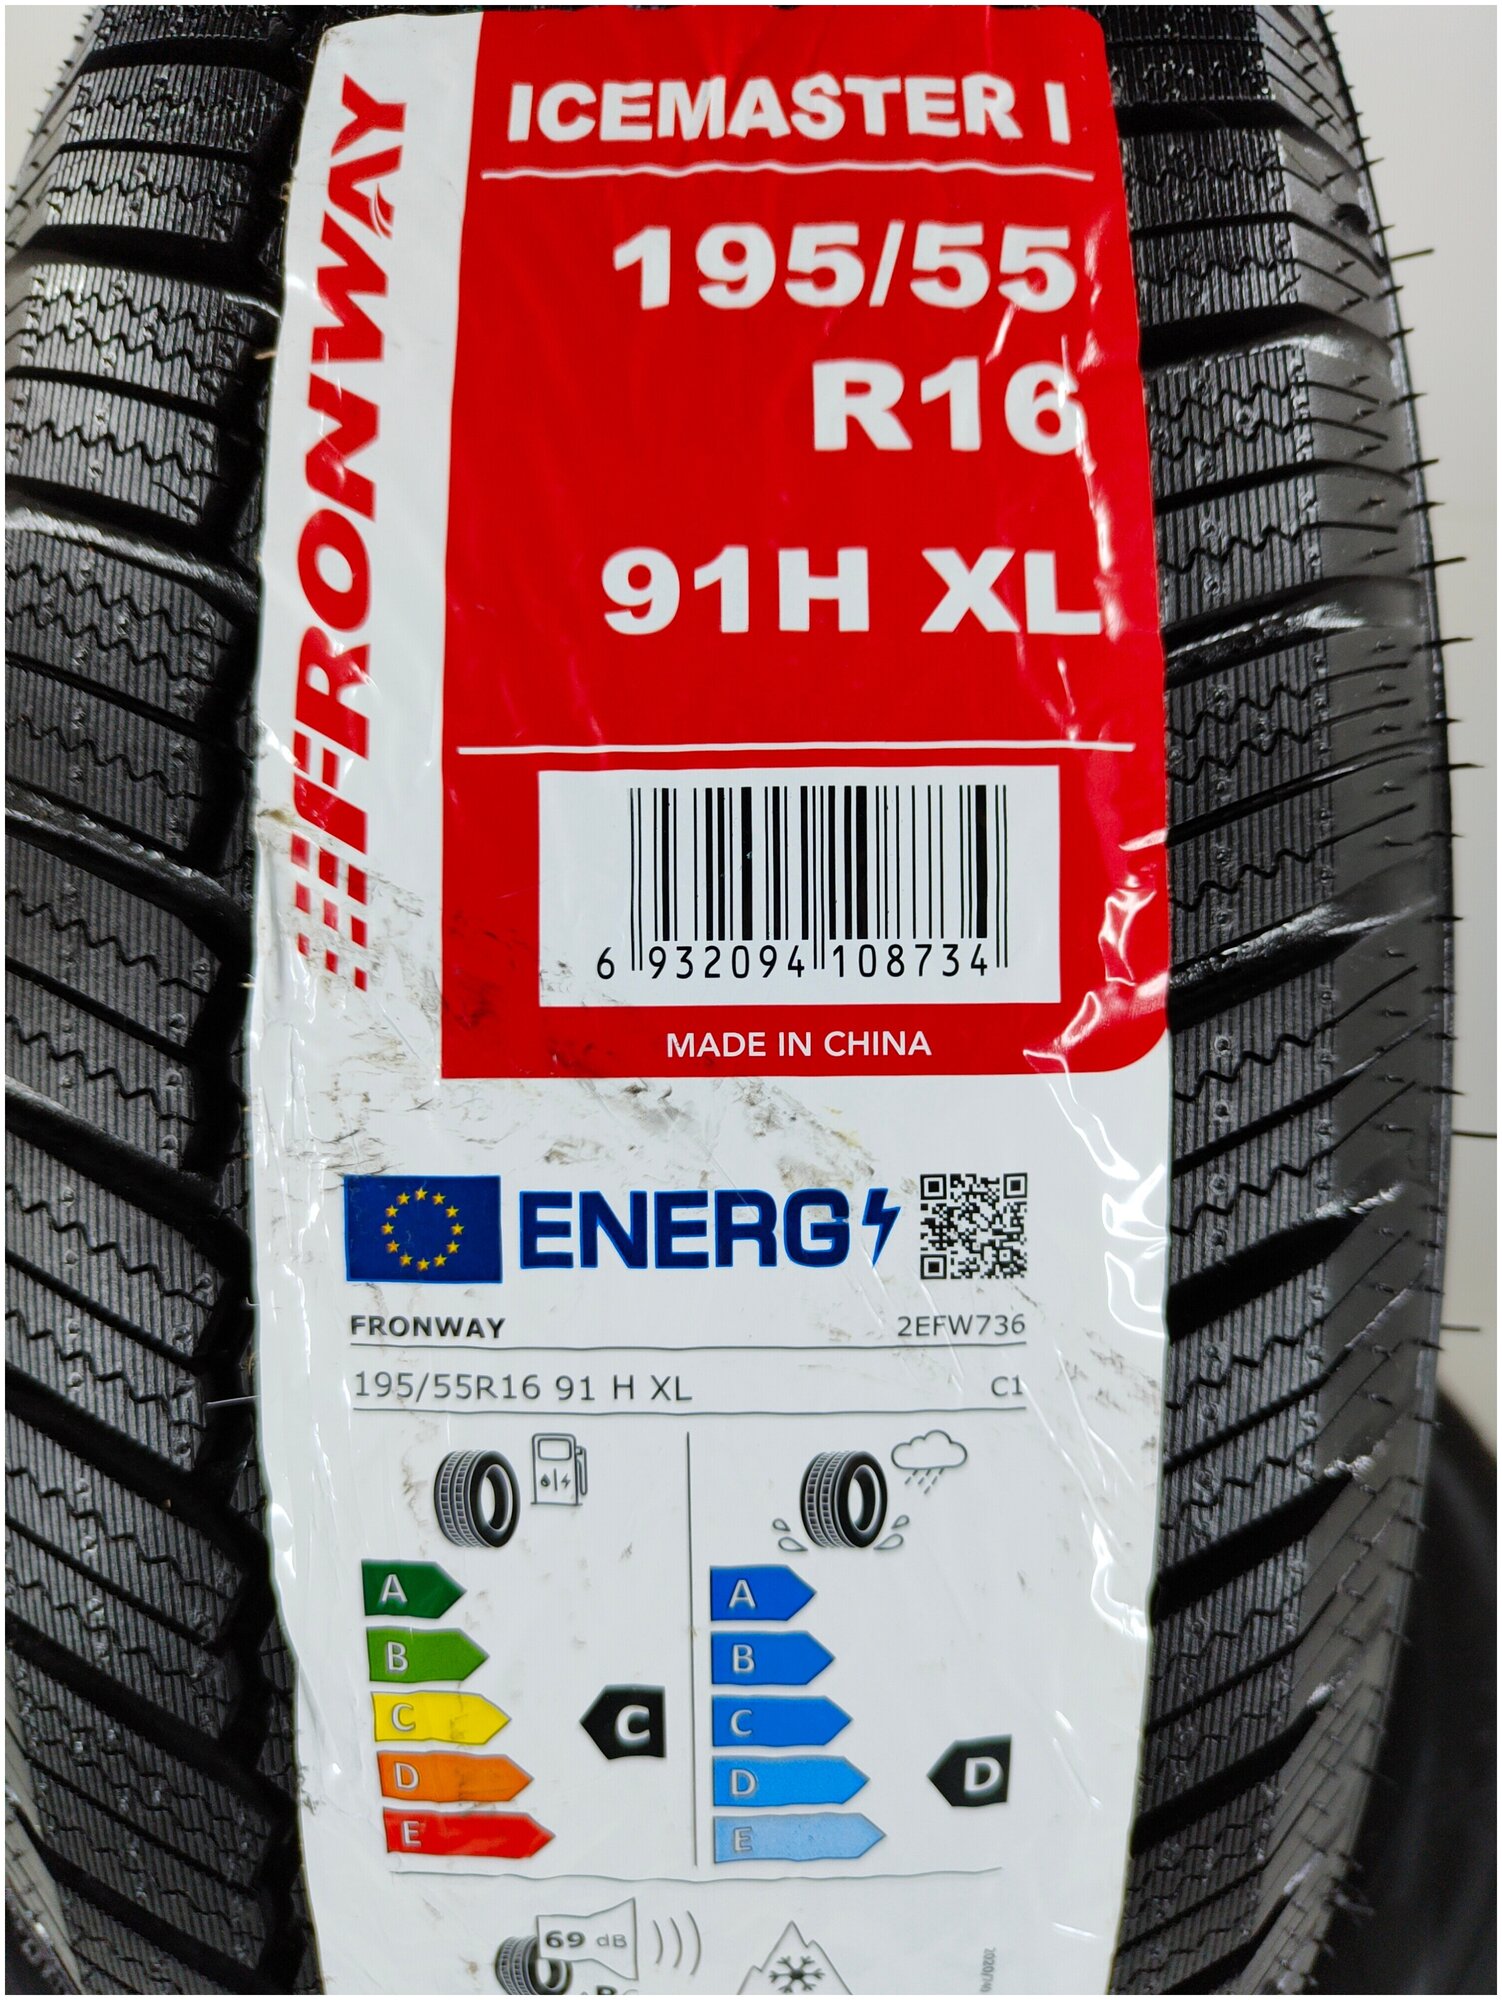 FRONWAY
ICEMASTER I
195/55
R16
91H XL
6 932094 108734
MADE IN CHINA
ENERG
FRONWAY 2EFW736
195/55R16 91 H XL C1
A A
B B
C C C
D D D
E E
69 dB